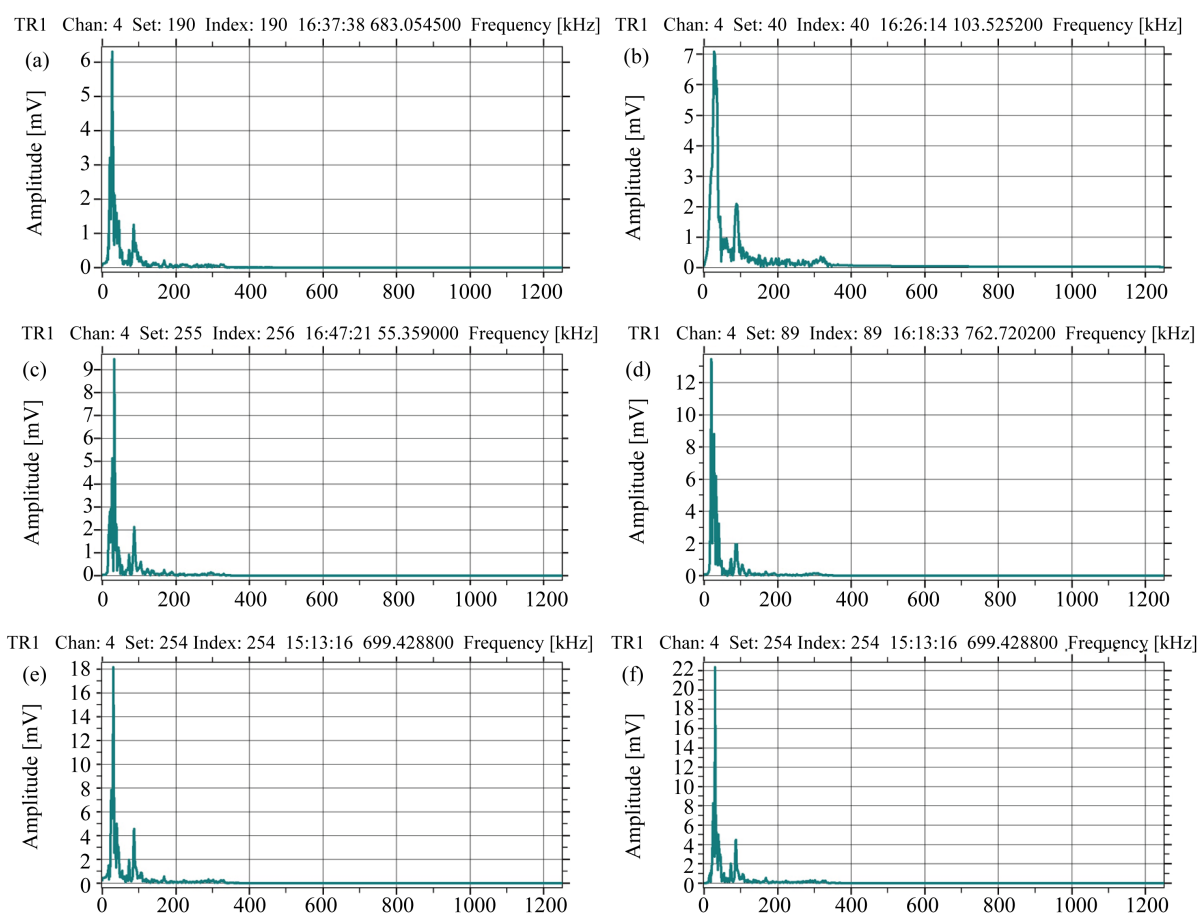 TR1 Chan: 4 Set: 190 Index: 190 16:37:38 683.054500 Frequency [kHz]
(a)
Amplitude [mV]
6
5
4
3
2
1
0
0 200 400 600 800 1000 1200
TR1 Chan: 4 Set: 40 Index: 40 16:26:14 103.525200 Frequency [kHz]
(b)
Amplitude [mV]
7
6
5
4
3
2
1
0
0 200 400 600 800 1000 1200
TR1 Chan: 4 Set: 255 Index: 256 16:47:21 55.359000 Frequency [kHz]
(c)
Amplitude [mV]
9
8
7
6
5
4
3
2
1
0
0 200 400 600 800 1000 1200
TR1 Chan: 4 Set: 89 Index: 89 16:18:33 762.720200 Frequency [kHz]
(d)
Amplitude [mV]
12
10
8
6
4
2
0
0 200 400 600 800 1000 1200
TR1 Chan: 4 Set: 254 Index: 254 15:13:16 699.428800 Frequency [kHz]
(e)
Amplitude [mV]
18
16
14
12
10
8
6
4
2
0
0 200 400 600 800 1000 1200
TR1 Chan: 4 Set: 254 Index: 254 15:13:16 699.428800 Frequency [kHz]
(f)
Amplitude [mV]
22
20
18
16
14
12
10
8
6
4
2
0
0 200 400 600 800 1000 1200